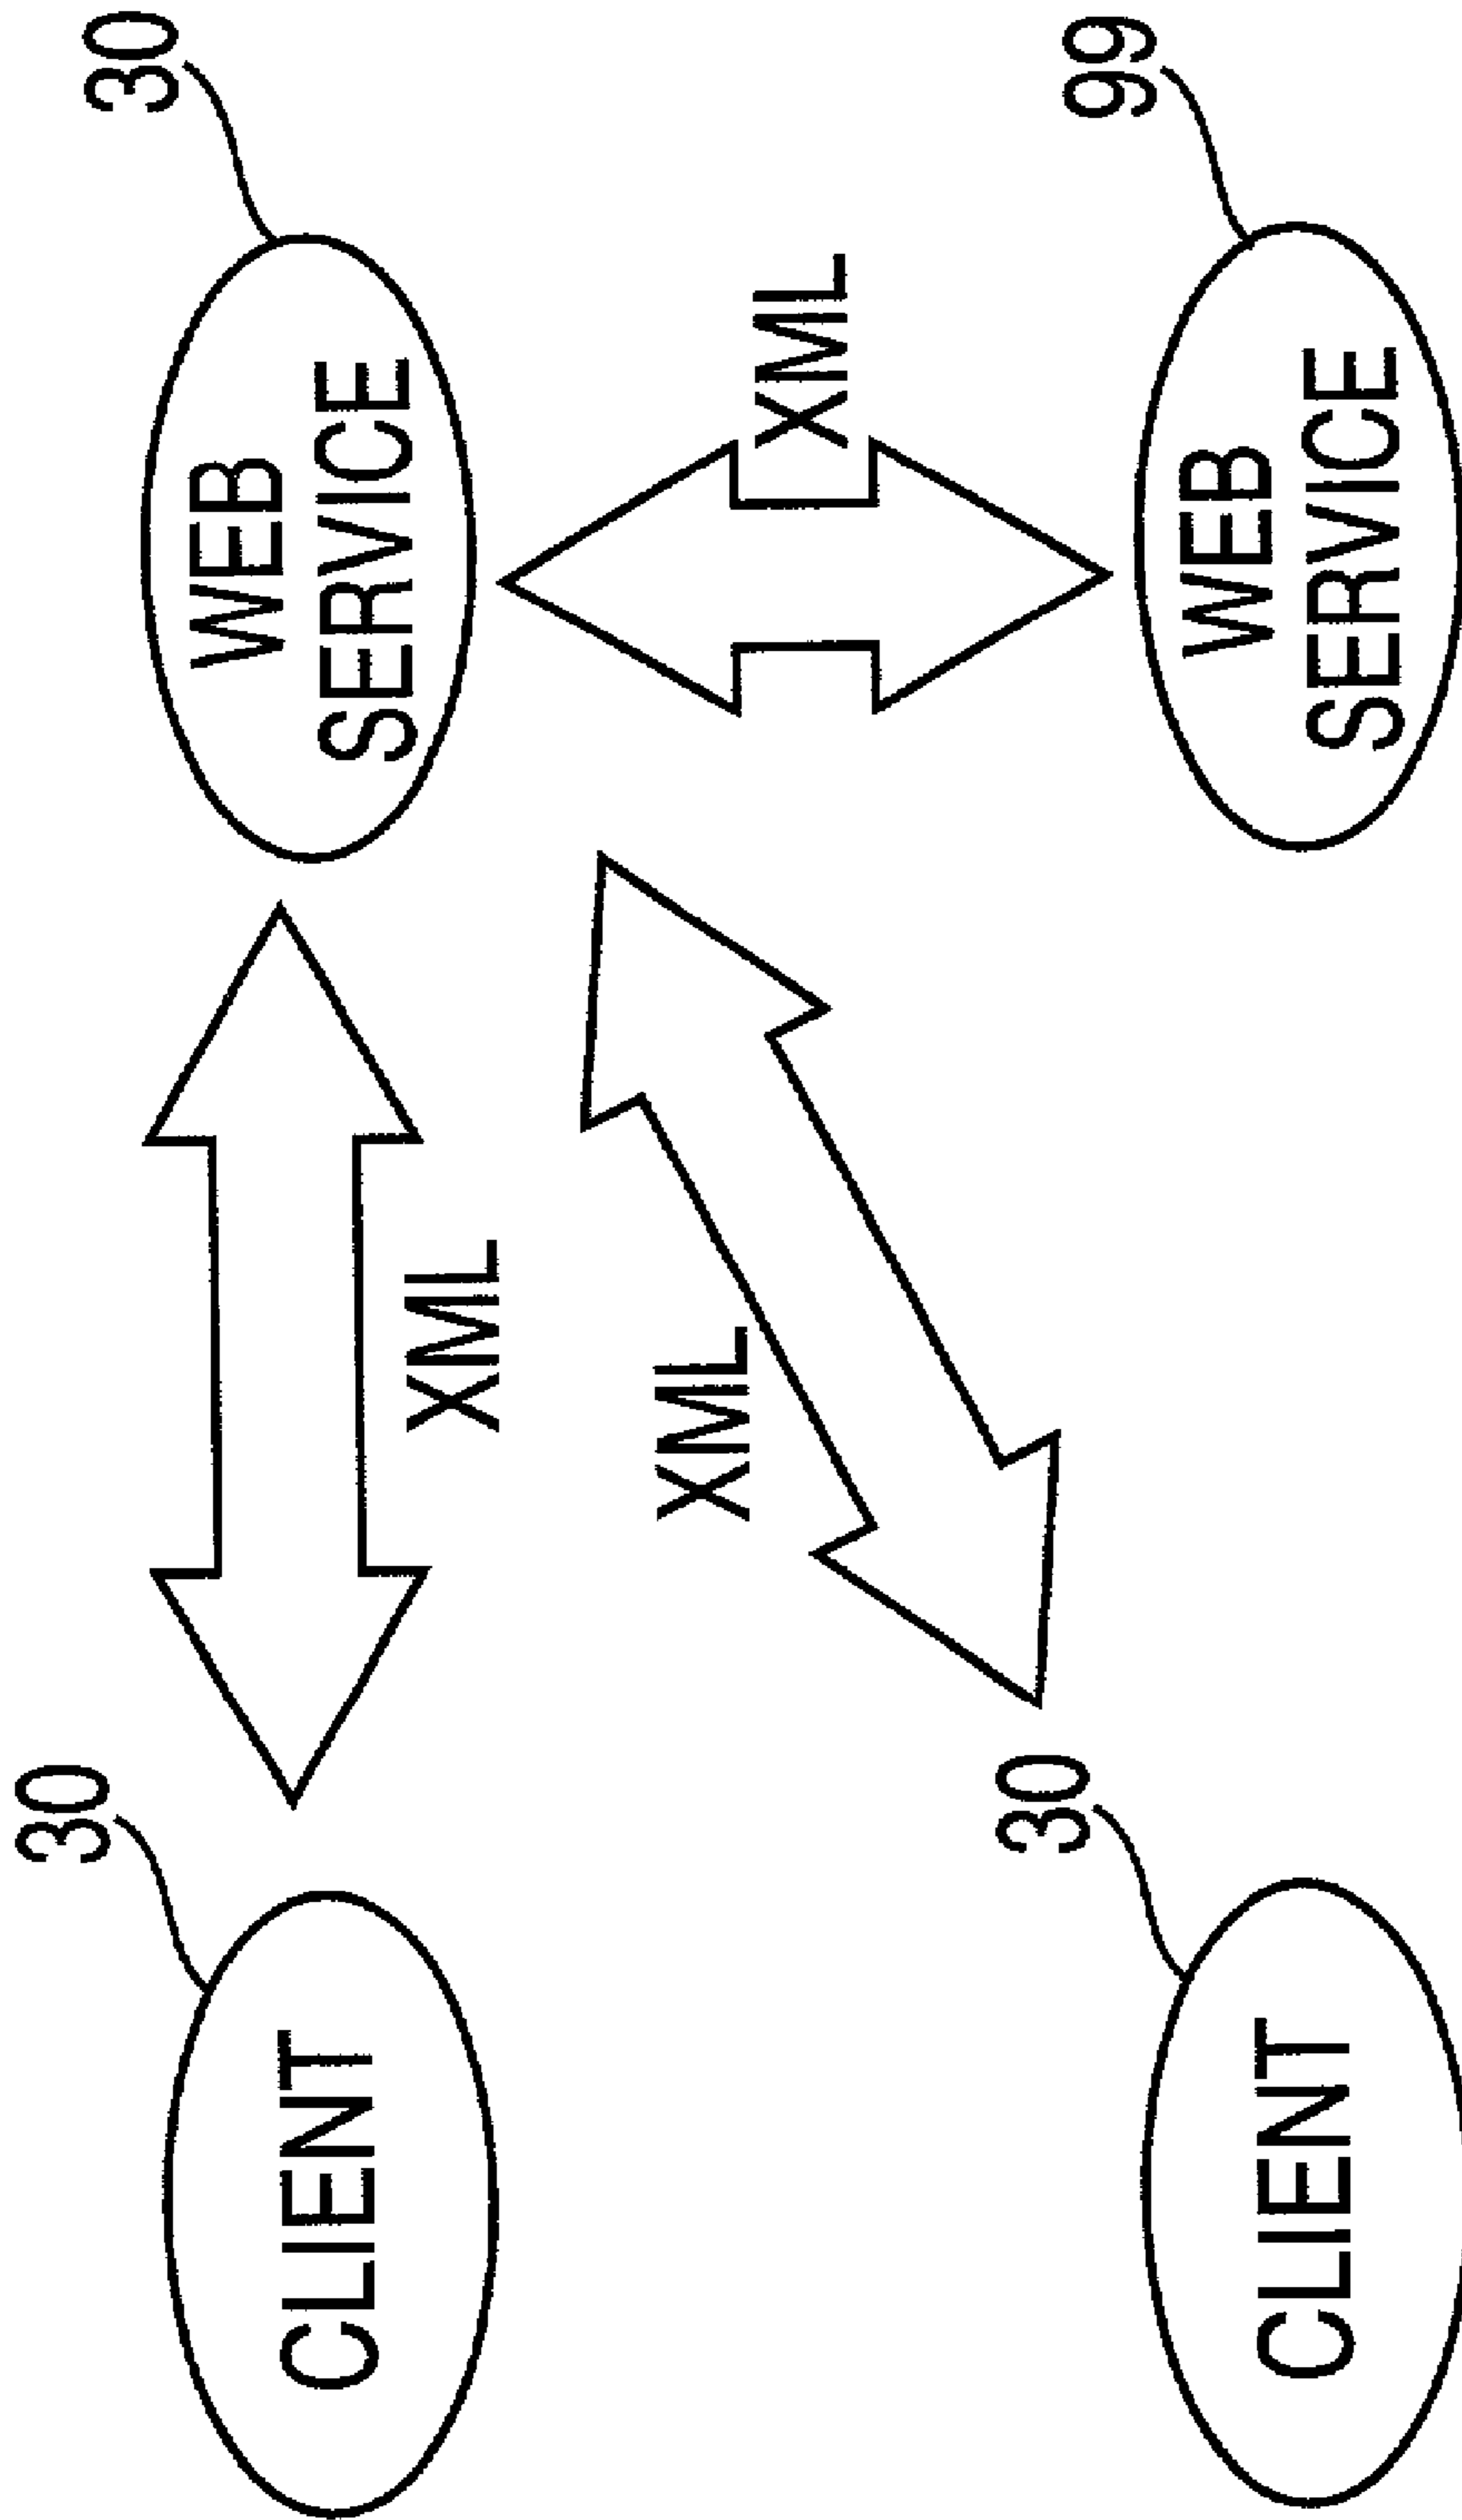 30
30
CLIENT
XML
WEB
SERVICE
XML
XML
30
99
CLIENT
WEB
SERVICE